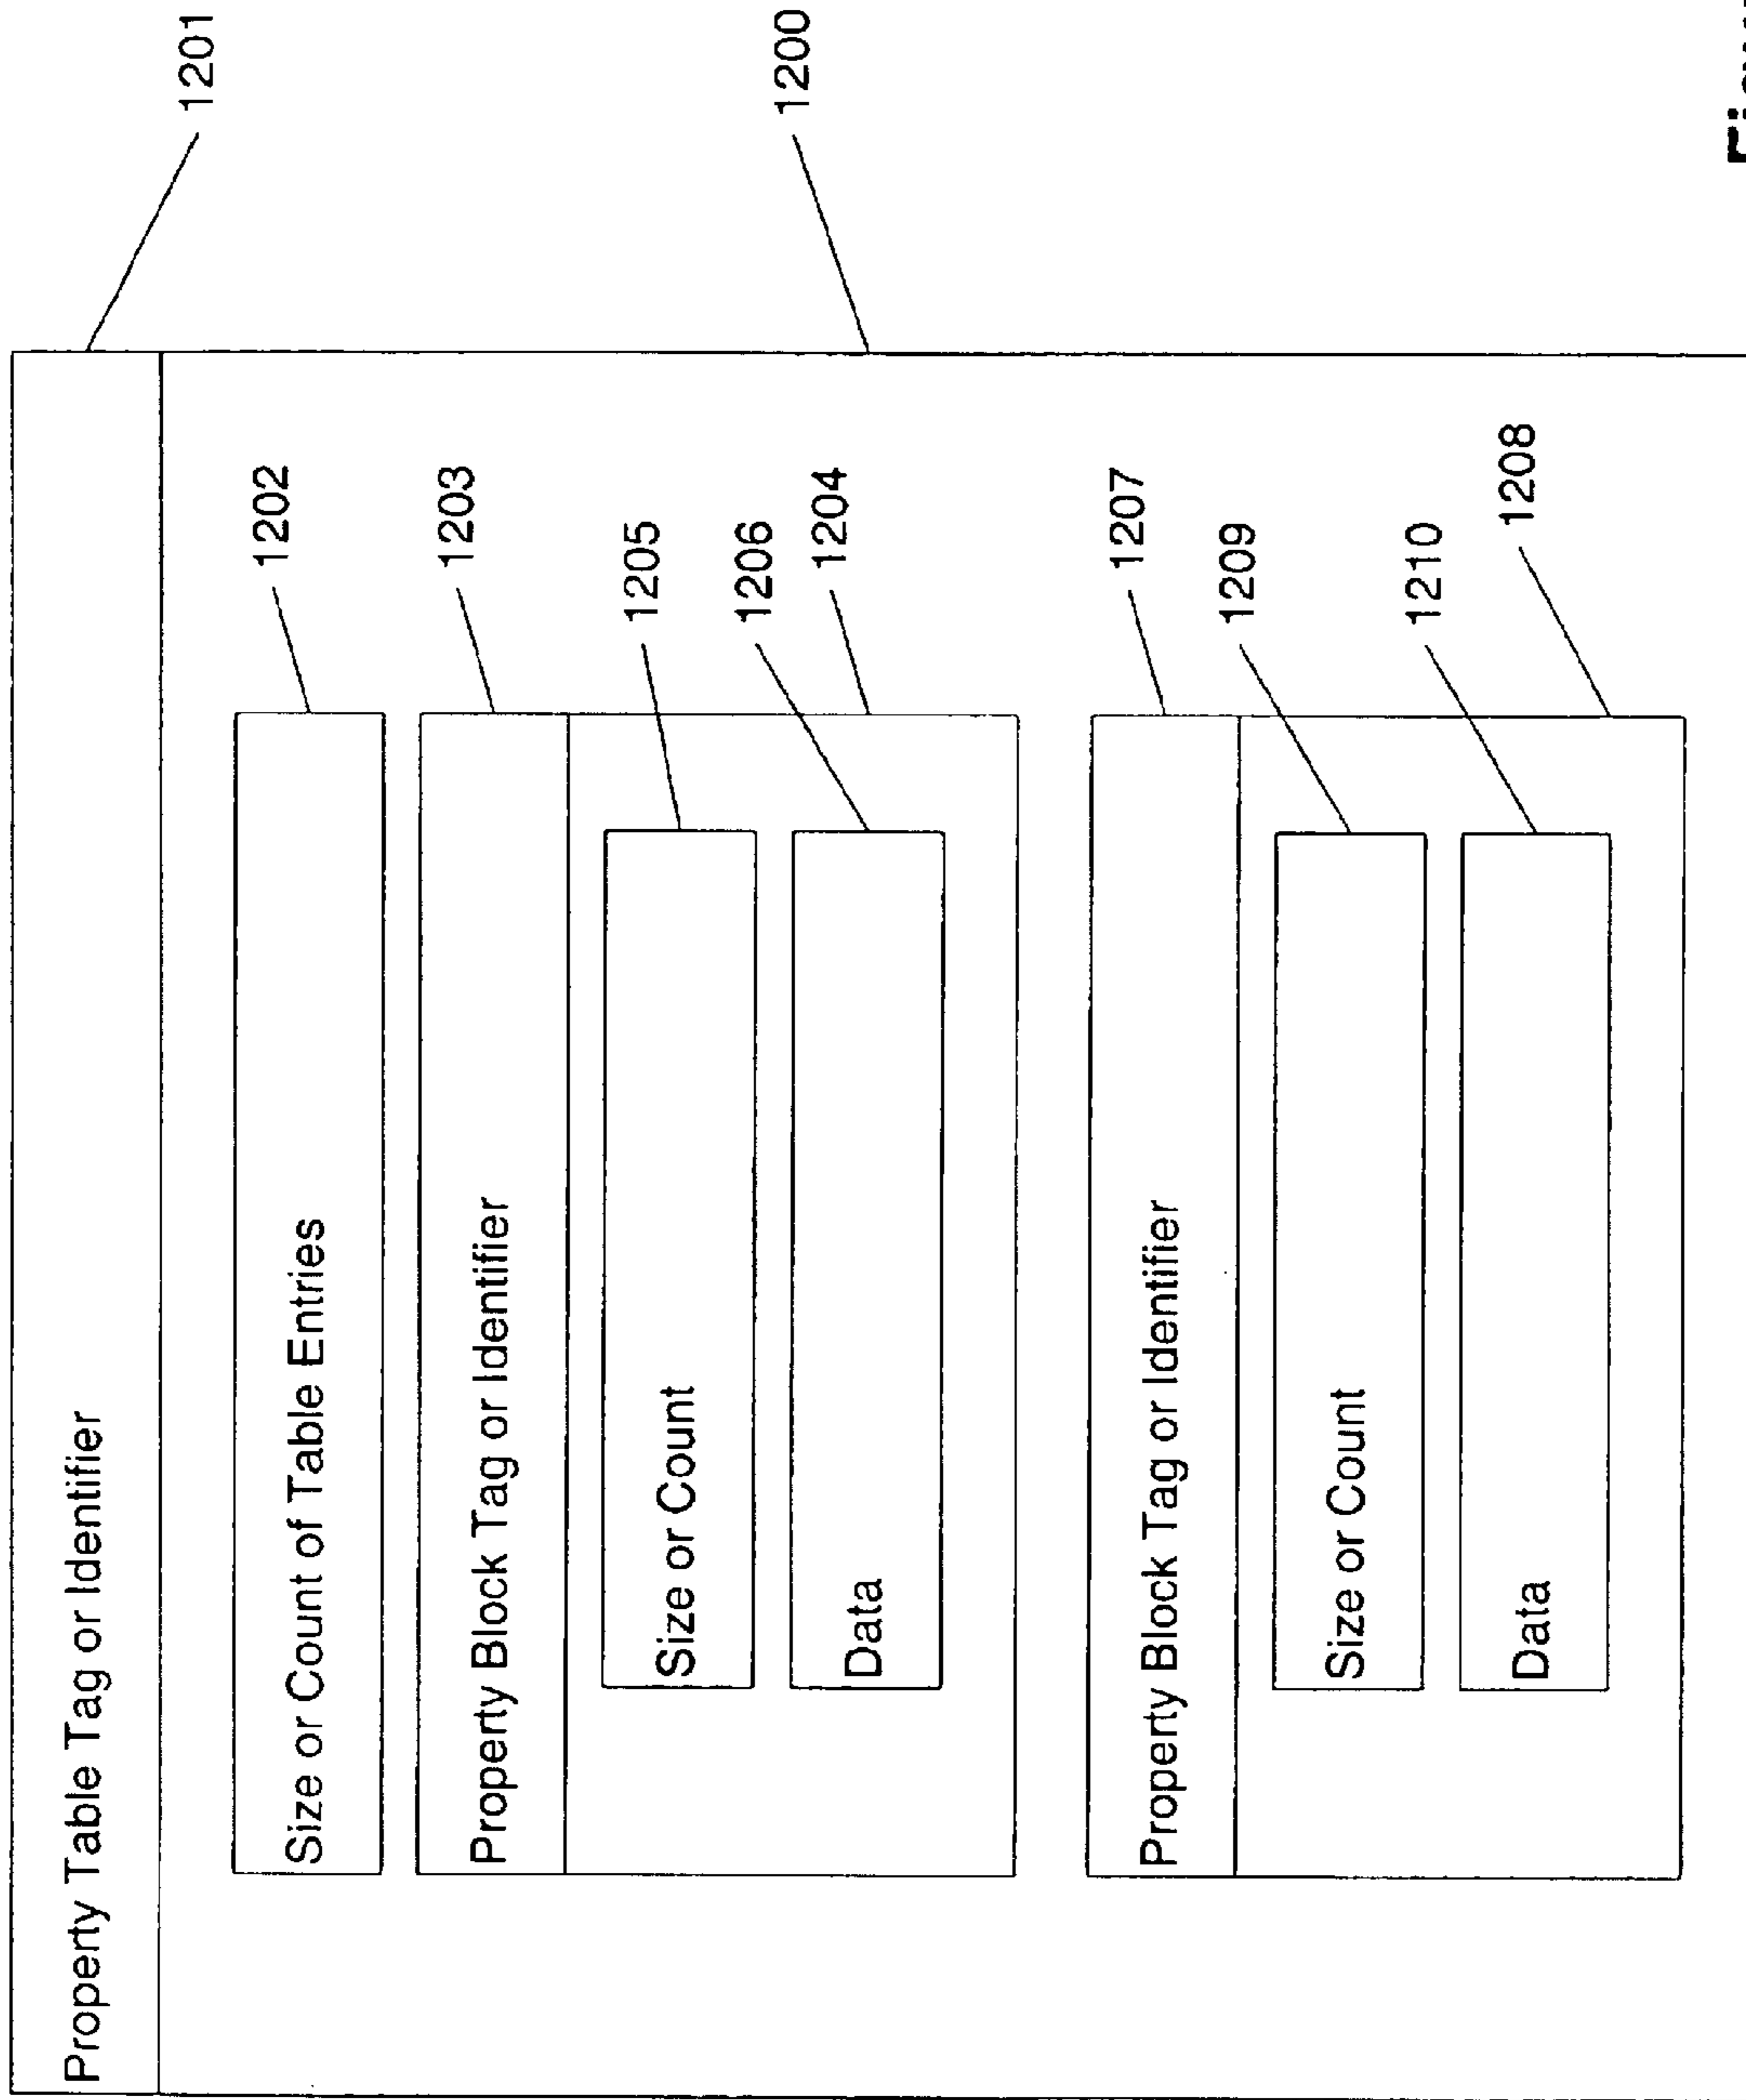 Property Table Tag or Identifier
1201
1200
Size or Count of Table Entries
1202
Property Block Tag or Identifier
1203
Size or Count
1205
Data
1206
1204
Property Block Tag or Identifier
1207
Size or Count
1209
Data
1210
1208